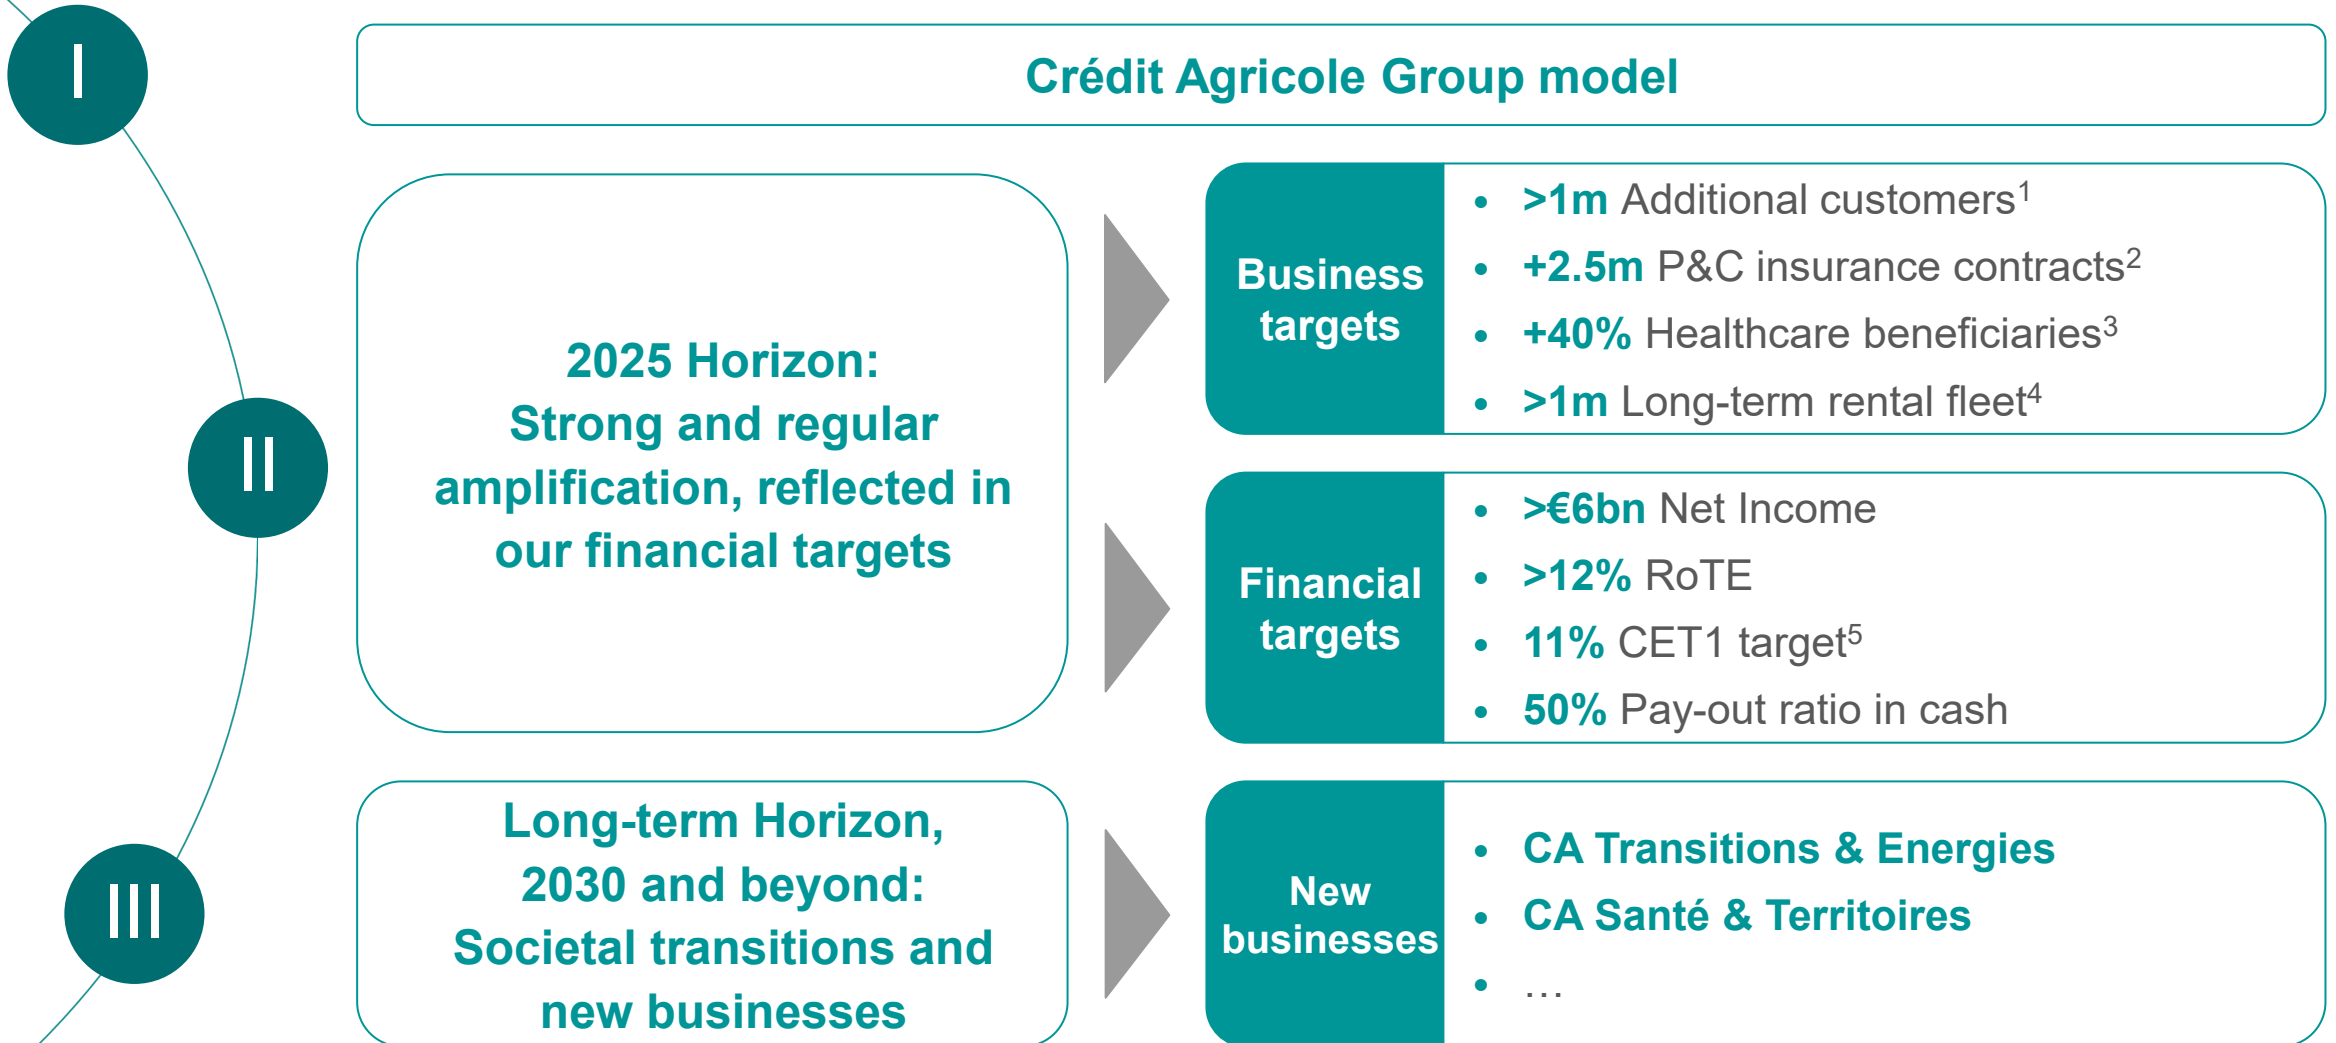 I
Crédit Agricole Group model
II
2025 Horizon:
Strong and regular
amplification, reflected in
our financial targets
Business
targets
• >1m Additional customers¹
• +2.5m P&C insurance contracts²
• +40% Healthcare beneficiaries³
• >1m Long-term rental fleet⁴
Financial
targets
• >€6bn Net Income
• >12% RoTE
• 11% CET1 target⁵
• 50% Pay-out ratio in cash
III
Long-term Horizon,
2030 and beyond:
Societal transitions and
new businesses
New
businesses
• CA Transitions & Energies
• CA Santé & Territoires
• …